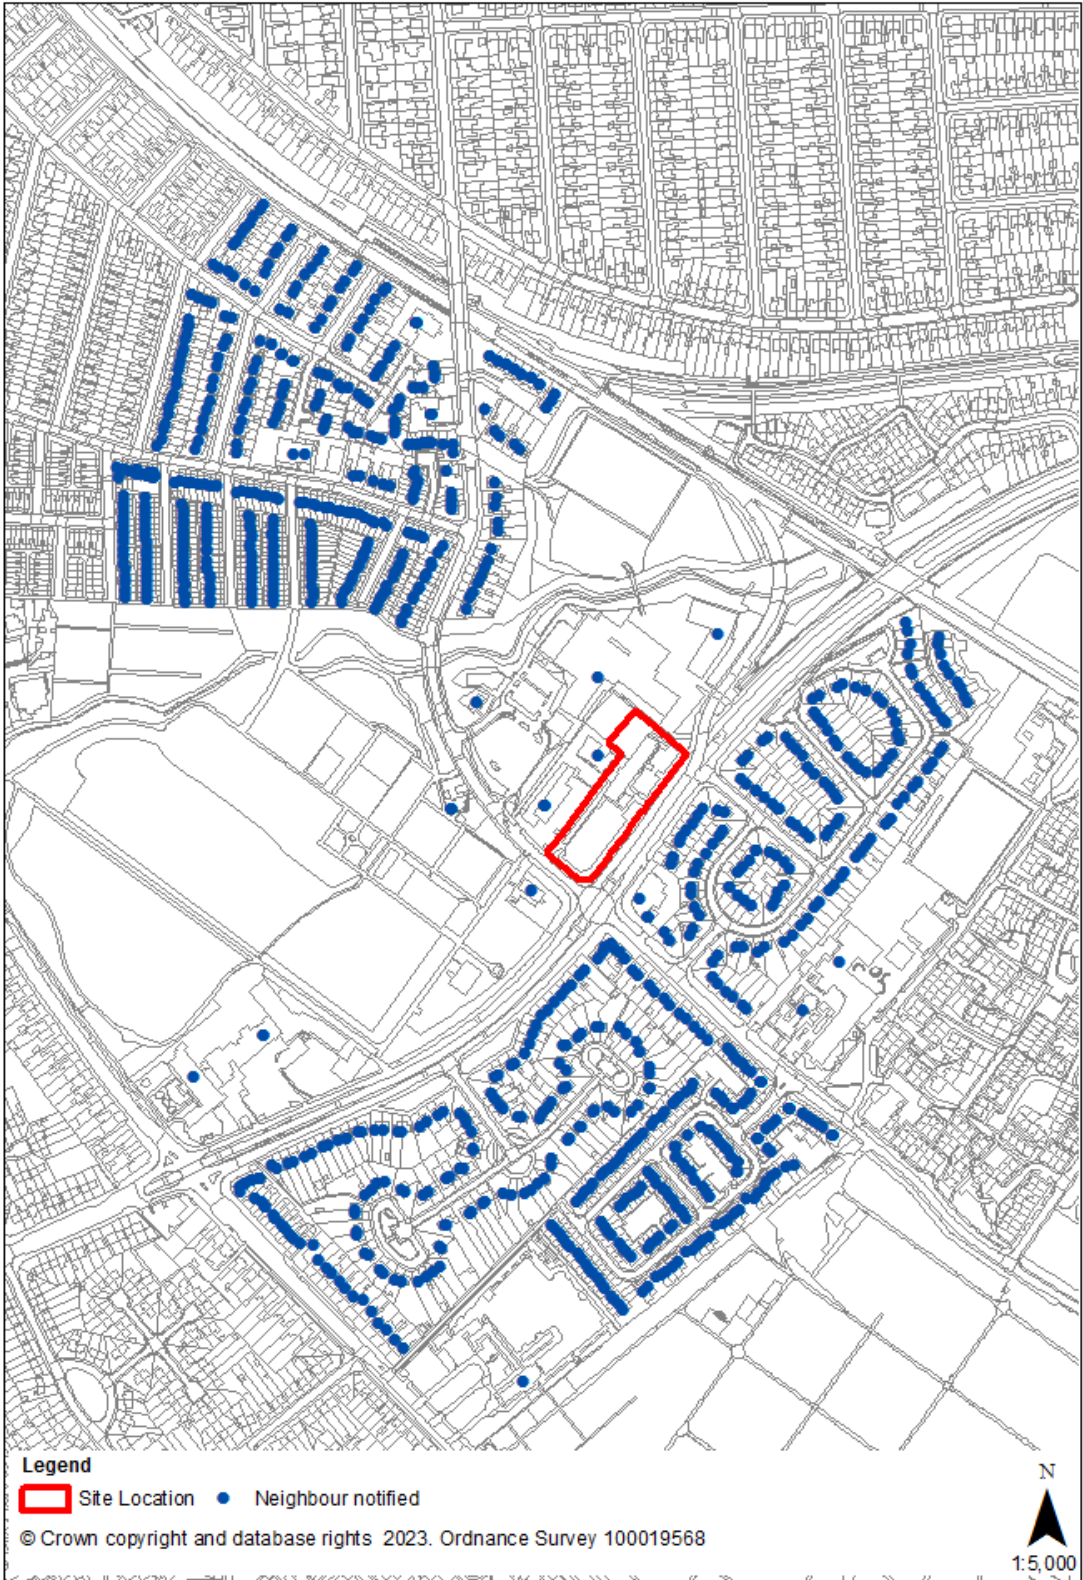 Legend
Site Location Neighbour notified
© Crown copyright and database rights 2023. Ordnance Survey 100019568
N
1:5,000